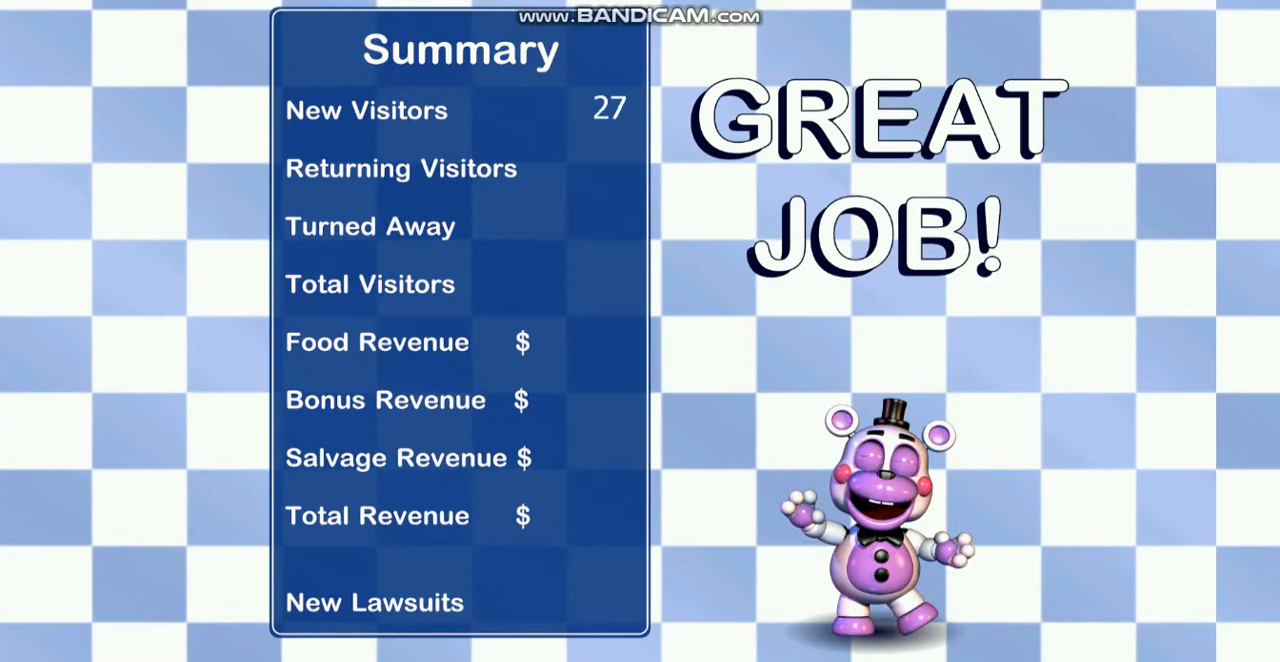 www.BANDICAM.com
Summary
New Visitors 27
Returning Visitors
Turned Away
Total Visitors
Food Revenue $
Bonus Revenue $
Salvage Revenue $
Total Revenue $
New Lawsuits
GREAT
JOB!